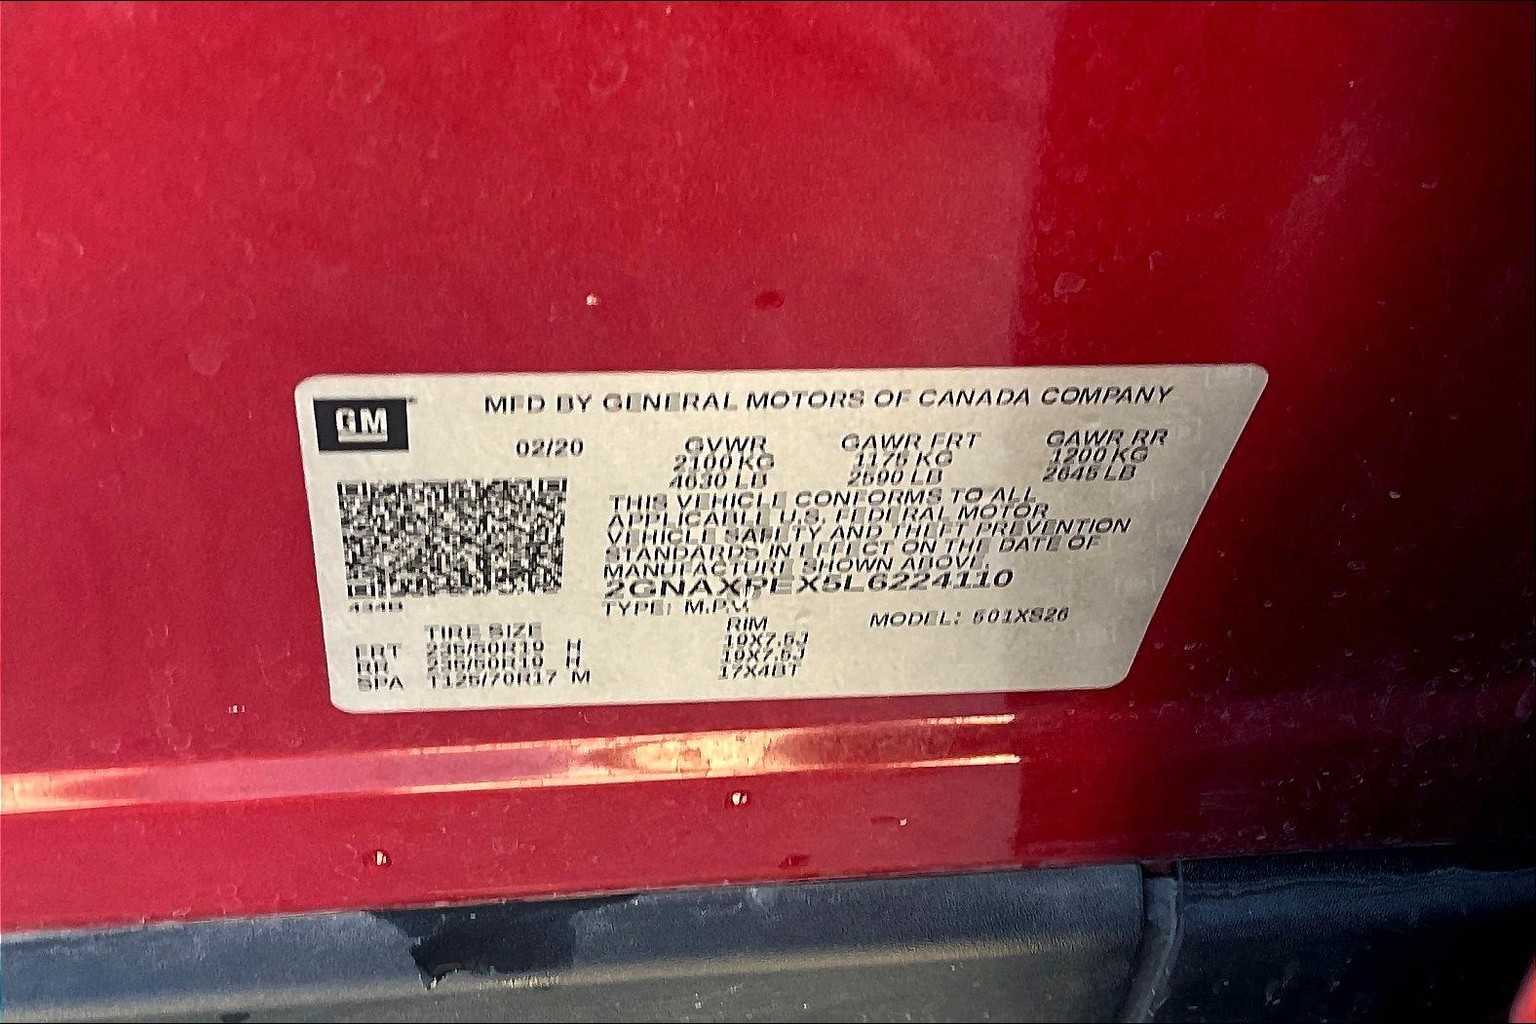 GM
MFD BY GENERAL MOTORS OF CANADA COMPANY
02/20 GVWR GAWR FRT GAWR RR
2100 KG 1175 KG 1200 KG
4630 LB 2590 LB 2645 LB
THIS VEHICLE CONFORMS TO ALL
APPLICABLE U.S. FEDERAL MOTOR
VEHICLE SAFETY AND THEFT PREVENTION
STANDARDS IN EFFECT ON THE DATE OF
MANUFACTURE SHOWN ABOVE.
2GNAXPEX5L6224110
TYPE: M.P.V. MODEL: 501XS26
TIRE SIZE RIM
FRT 235/50R19 H 19X7.5J
RR 235/50R19 H 19X7.5J
SPA T125/70R17 M 17X4BT